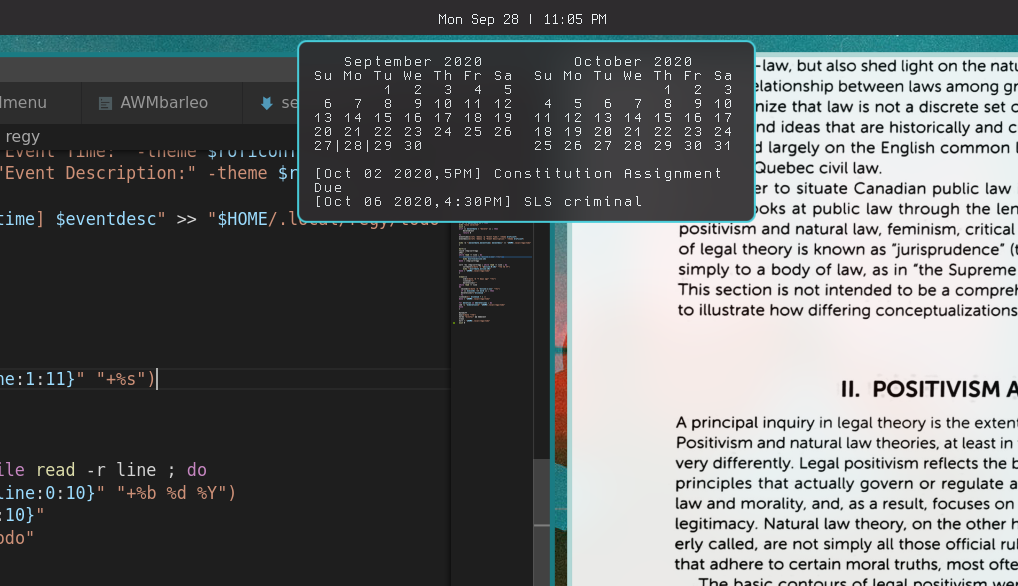 Mon Sep 28 | 11:05 PM
September 2020
Su Mo Tu We Th Fr Sa
1 2 3 4 5
6 7 8 9 10 11 12
13 14 15 16 17 18 19
20 21 22 23 24 25 26
27|28|29 30
October 2020
Su Mo Tu We Th Fr Sa
1 2 3
4 5 6 7 8 9 10
11 12 13 14 15 16 17
18 19 20 21 22 23 24
25 26 27 28 29 30 31
[Oct 02 2020,5PM] Constitution Assignment
Due
[Oct 06 2020,4:30PM] SLS criminal
lmenu
AWMbarleo
se
regy
"Event Time:" -theme $roficonf
"Event Description:" -theme $r
time] $eventdesc" >> "$HOME/.local/regy/todo"
ne:1:11}" "+%s")
ile read -r line ; do
line:0:10}" "+%b %d %Y")
:10}"
odo"
-law, but also shed light on the natu
elationship between laws among gr
nize that law is not a discrete set o
nd ideas that are historically and c
d largely on the English common l
Quebec civil law.
er to situate Canadian public law i
ooks at public law through the len
positivism and natural law, feminism, critical
of legal theory is known as "jurisprudence" (t
simply to a body of law, as in "the Supreme
This section is not intended to be a compreh
to illustrate how differing conceptualizations
II. POSITIVISM A
A principal inquiry in legal theory is the extent
Positivism and natural law theories, at least in
very differently. Legal positivism reflects the b
principles that actually govern or regulate a
law and morality, and, as a result, focuses on
legitimacy. Natural law theory, on the other h
erly called, are not simply all those official rul
that adhere to certain moral truths, most ofte
The basic contours of legal positivism we